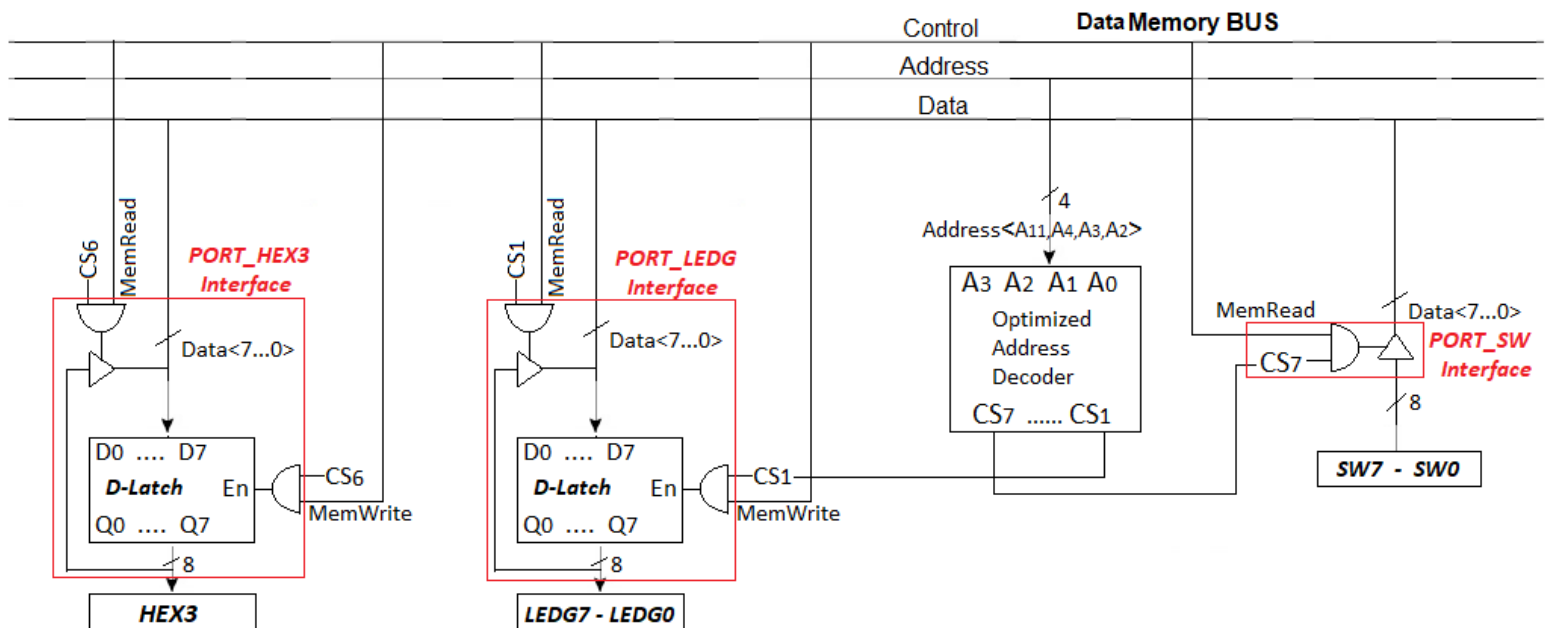 Control
Data Memory BUS
Address
Data
CS6
MemRead
PORT_HEX3
Interface
Data<7...0>
D0 .... D7
D-Latch
En
Q0 .... Q7
CS6
MemWrite
8
HEX3
CS1
MemRead
PORT_LEDG
Interface
Data<7...0>
D0 .... D7
D-Latch
En
Q0 .... Q7
CS1
MemWrite
8
LEDG7 - LEDG0
4
Address<A11,A4,A3,A2>
A3 A2 A1 A0
Optimized
Address
Decoder
CS7 ...... CS1
MemRead
CS7
Data<7...0>
PORT_SW
Interface
8
SW7 - SW0